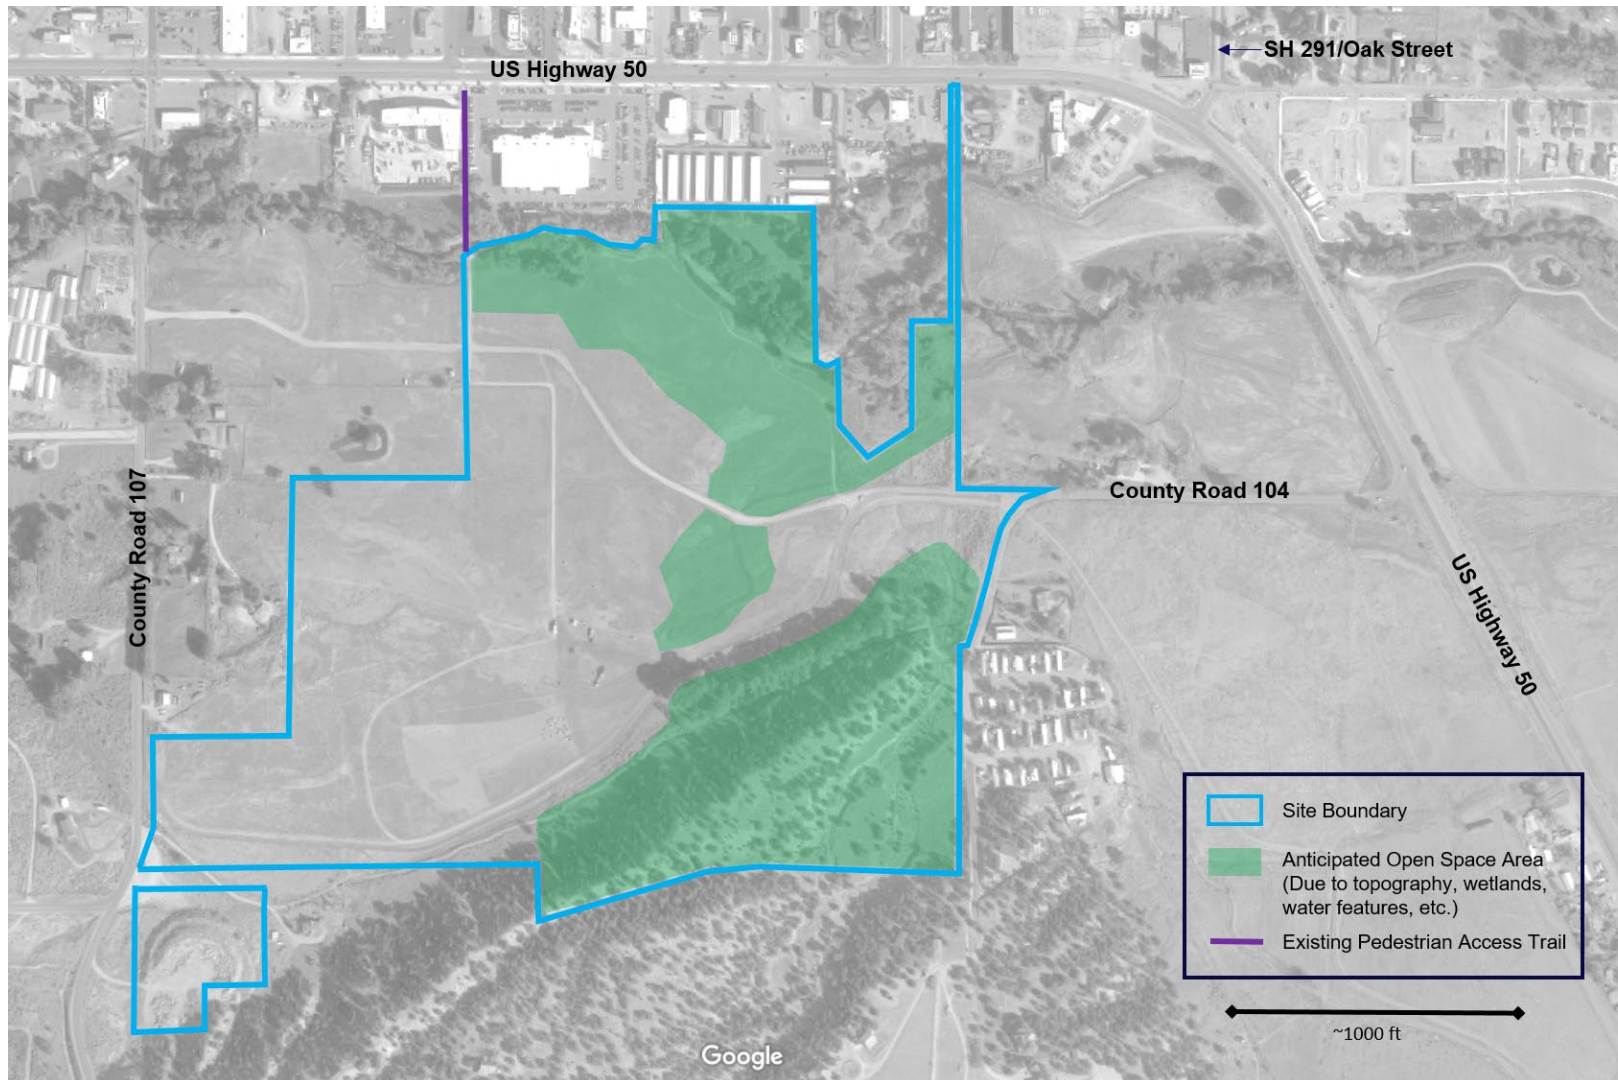 SH 291/Oak Street
US Highway 50
County Road 104
County Road 107
US Highway 50
Site Boundary
Anticipated Open Space Area
(Due to topography, wetlands,
water features, etc.)
Existing Pedestrian Access Trail
~1000 ft
Google